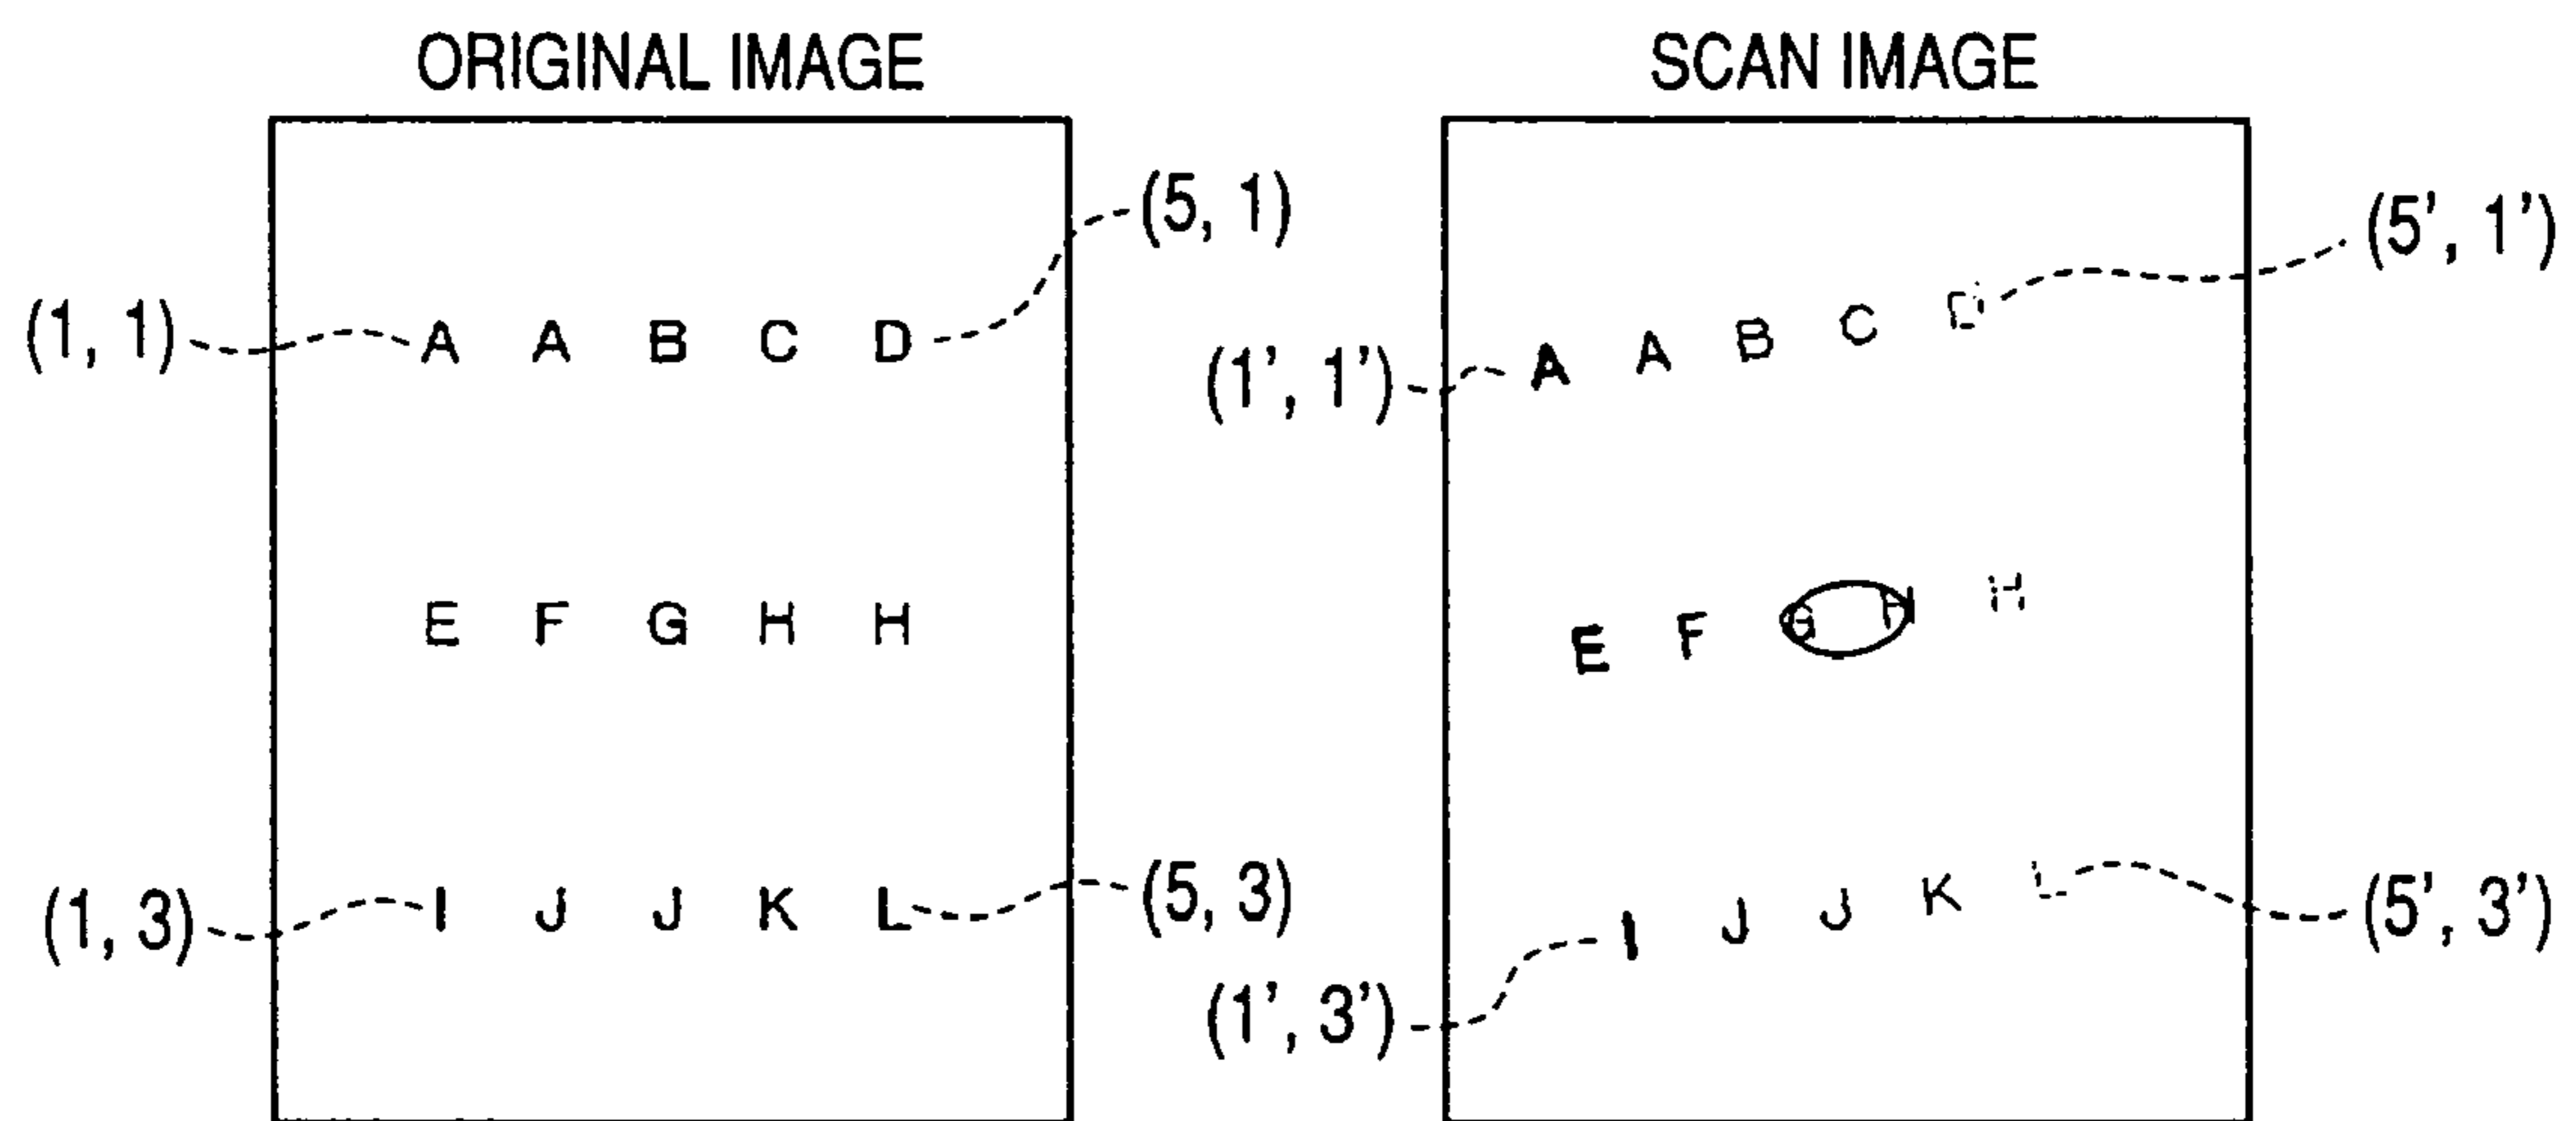 ORIGINAL IMAGE
(1, 1)
(5, 1)
A A B C D
E F G H H
(1, 3)
I J J K L
(5, 3)
SCAN IMAGE
(5', 1')
(1', 1')
A A B C D
E F G H H
I J J K L
(5', 3')
(1', 3')